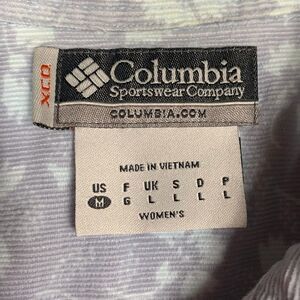 XCO
Columbia
Sportswear Company
COLUMBIA.COM
MADE IN VIETNAM
US F UK S D P
M G L L L L
WOMEN'S